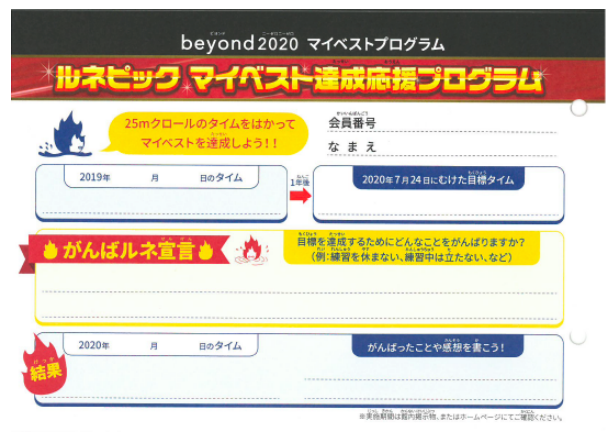 beyond2020 マイベストプログラム
ルネピック マイベスト達成応援プログラム
25mクロールのタイムをはかって
マイベストを達成しよう!!
会員番号
なまえ
2019年 月 日のタイム
1年後
2020年7月24日にむけた目標タイム
がんばルネ宣言
目標を達成するためにどんなことをがんばりますか?
(例:練習を休まない、練習中は立たない、など)
結果
2020年 月 日のタイム
がんばったことや感想を書こう!
※実施期間は館内掲示物、またはホームページにてご確認ください。